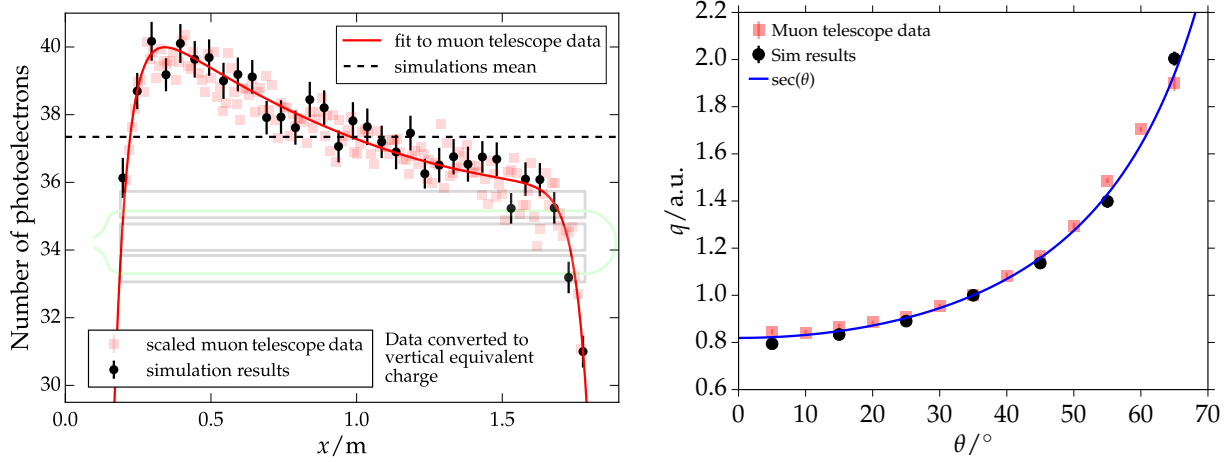 40
38
36
34
32
30
Number of photoelectrons
fit to muon telescope data
simulations mean
scaled muon telescope data
simulation results
Data converted to
vertical equivalent
charge
0.0
0.5
1.0
1.5
x/m
2.2
2.0
1.8
1.6
1.4
1.2
1.0
0.8
0.6
q/a.u.
Muon telescope data
Sim results
sec(θ)
0
10
20
30
40
50
60
70
θ/°